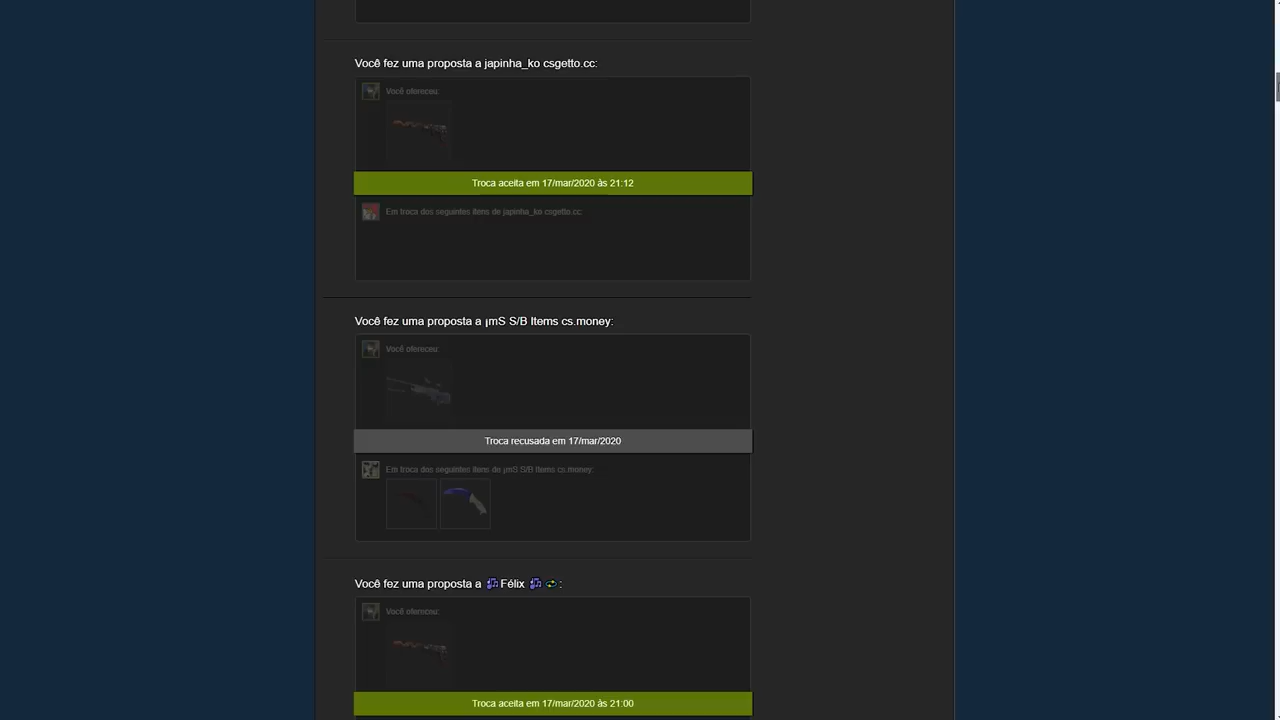 Você fez uma proposta a japinha_ko csgetto.cc:
Você ofereceu:
Troca aceita em 17/mar/2020 às 21:12
Em troca dos seguintes itens de japinha_ko csgetto.cc:
Você fez uma proposta a ¡mS S/B Items cs.money:
Você ofereceu:
Troca recusada em 17/mar/2020
Em troca dos seguintes itens de ¡mS S/B Items cs.money:
Você fez uma proposta a 🎶Félix 🎶 :
Você ofereceu:
Troca aceita em 17/mar/2020 às 21:00